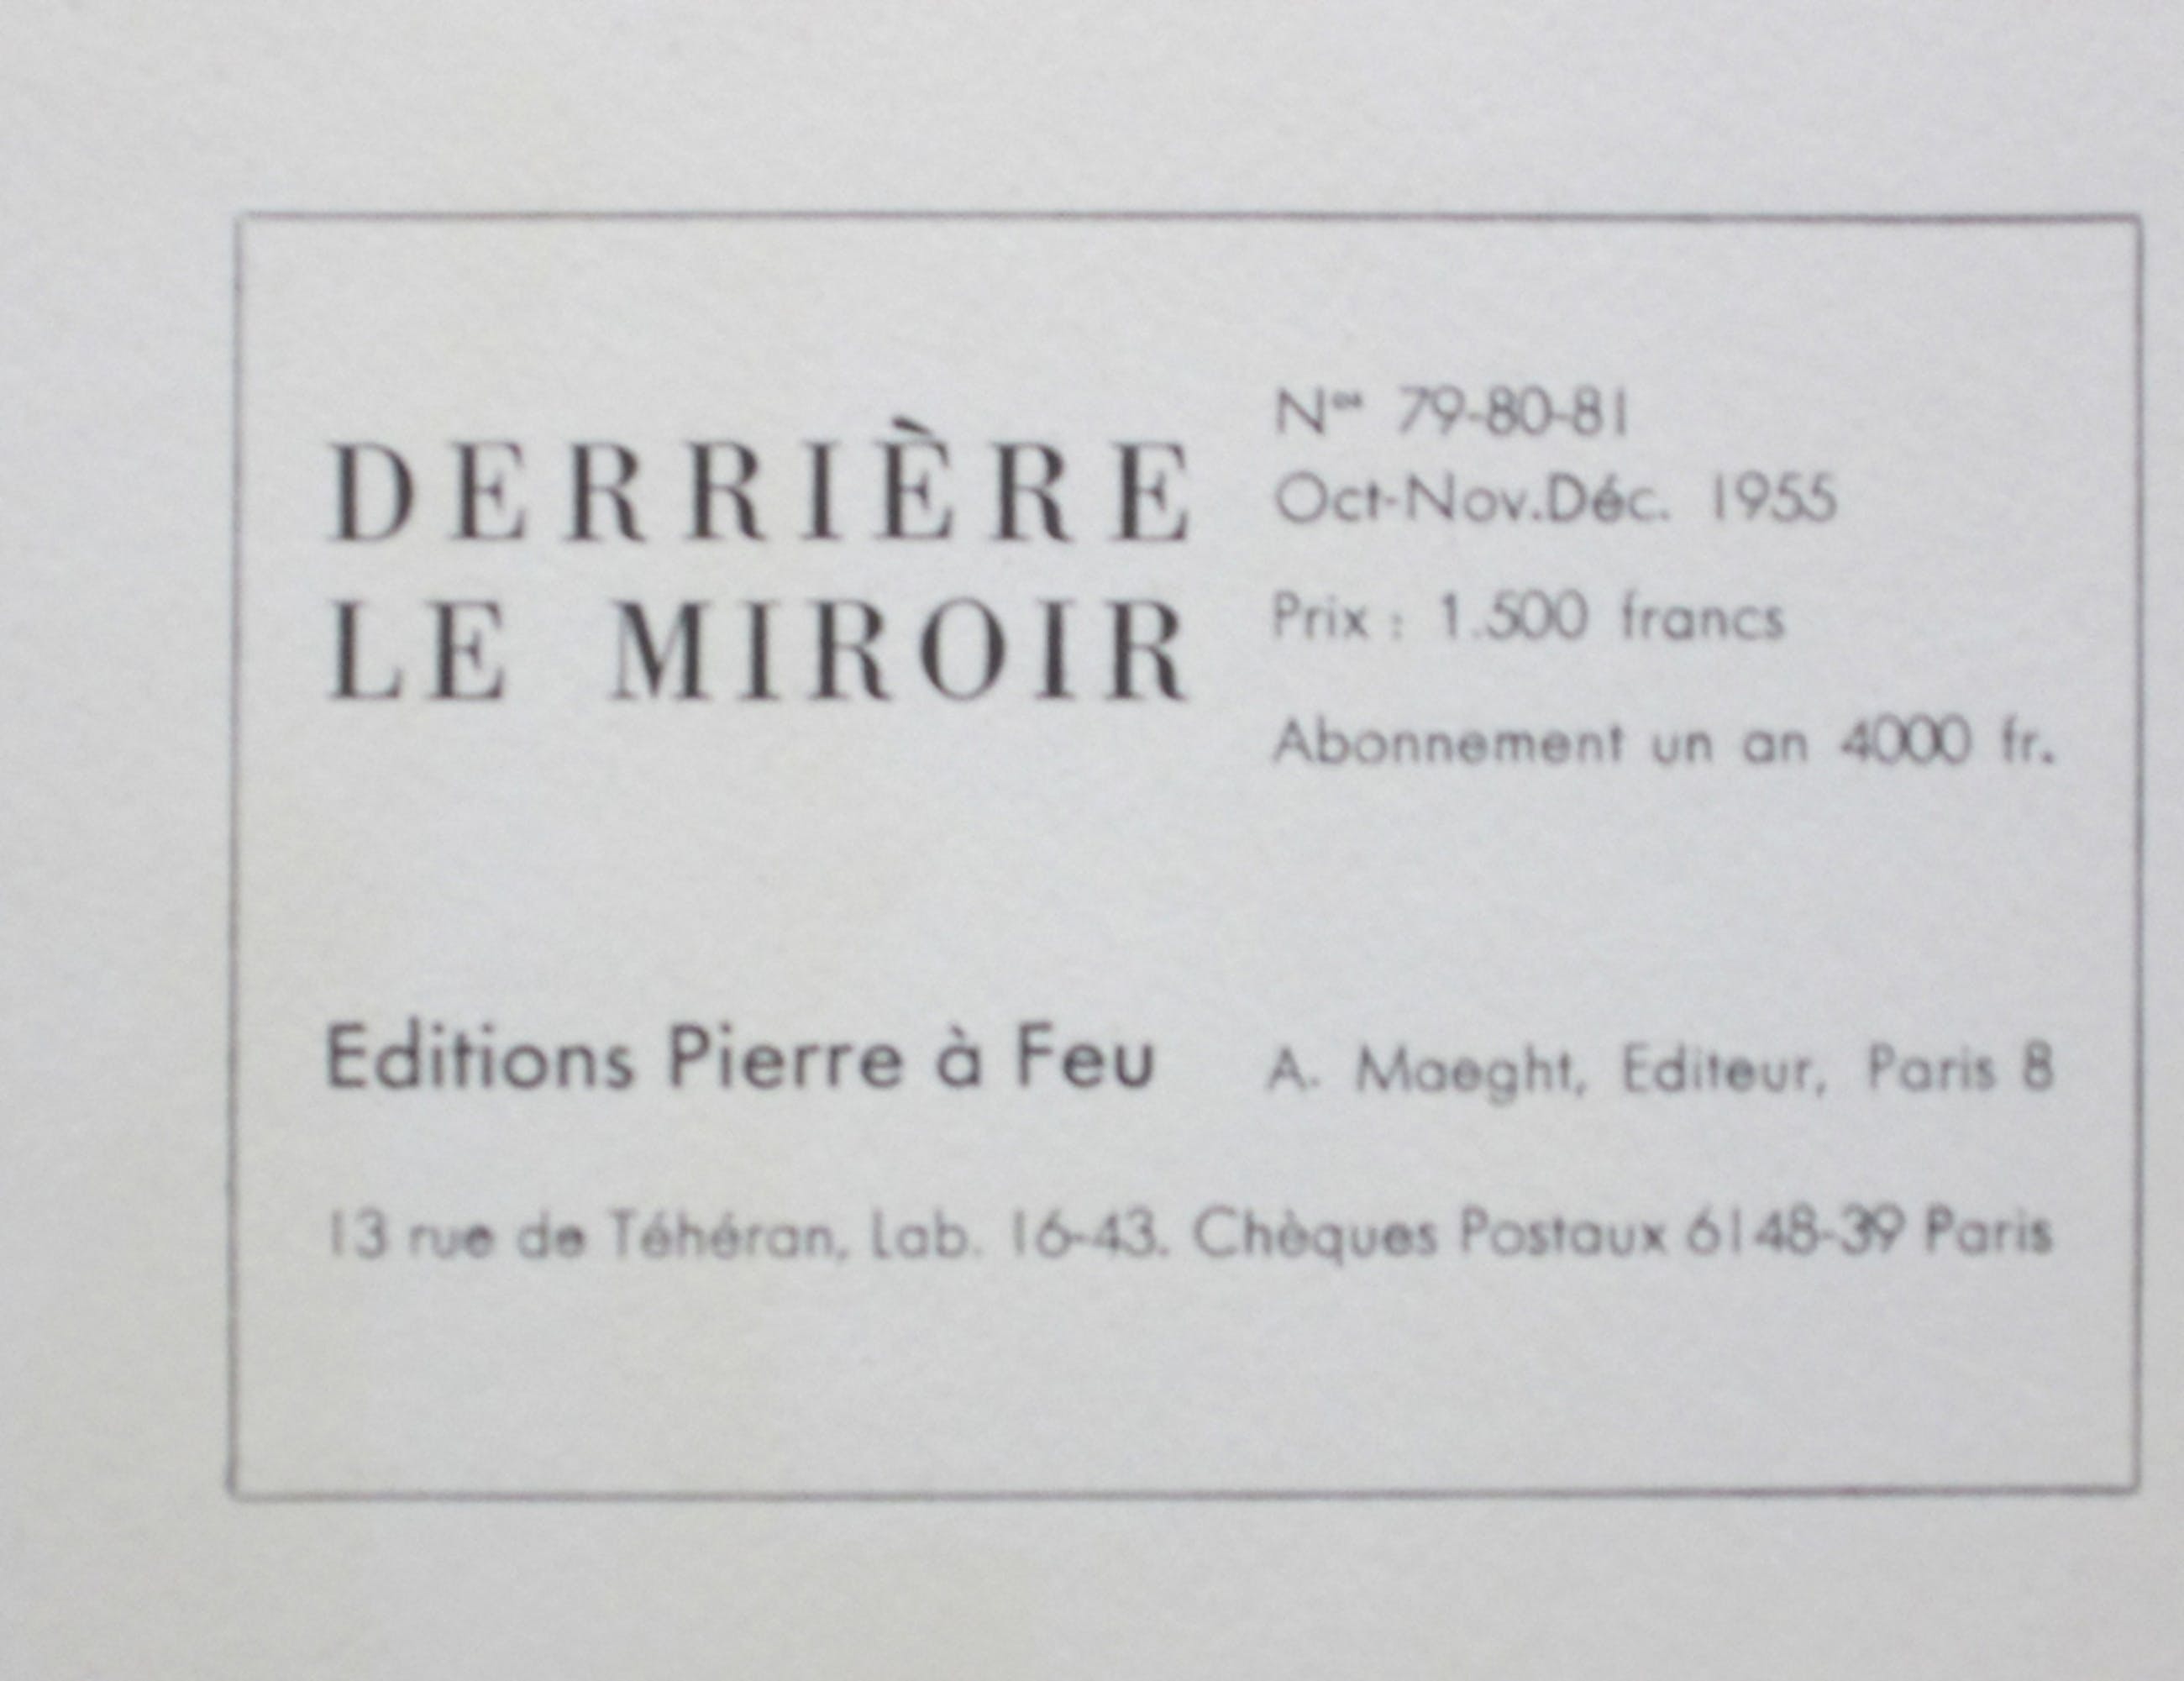 DERRIÈRE
LE MIROIR
Nos 79-80-81
Oct-Nov.Déc. 1955
Prix : 1.500 francs
Abonnement un an 4000 fr.
Editions Pierre à Feu
A. Maeght, Editeur, Paris 8
13 rue de Téhéran, Lab. 16-43. Chèques Postaux 6148-39 Paris